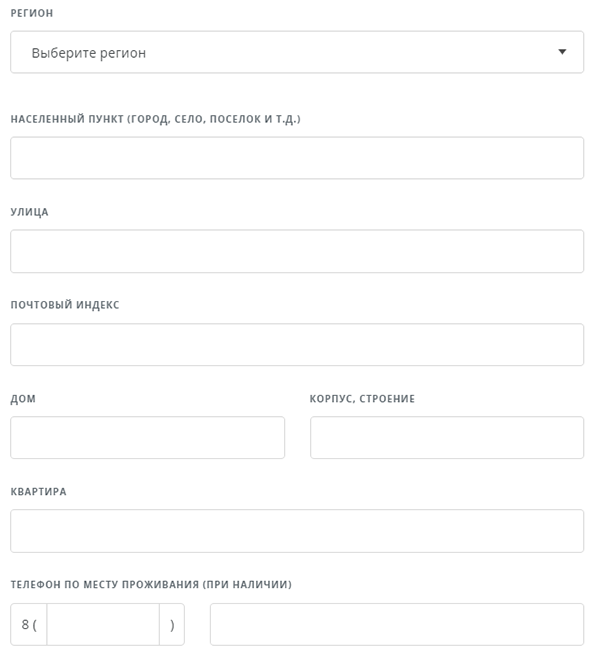 РЕГИОН
Выберите регион
НАСЕЛЕННЫЙ ПУНКТ (ГОРОД, СЕЛО, ПОСЕЛОК И Т.Д.)
УЛИЦА
ПОЧТОВЫЙ ИНДЕКС
ДОМ КОРПУС, СТРОЕНИЕ
КВАРТИРА
ТЕЛЕФОН ПО МЕСТУ ПРОЖИВАНИЯ (ПРИ НАЛИЧИИ)
8 ( )